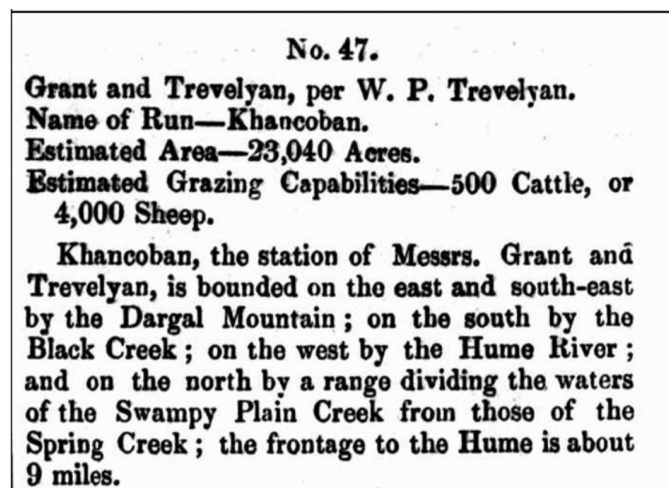 No. 47.
Grant and Trevelyan, per W. P. Trevelyan.
Name of Run—Khancoban.
Estimated Area—23,040 Acres.
Estimated Grazing Capabilities—500 Cattle, or
4,000 Sheep.
Khancoban, the station of Messrs. Grant and
Trevelyan, is bounded on the east and south-east
by the Dargal Mountain; on the south by the
Black Creek; on the west by the Hume River;
and on the north by a range dividing the waters
of the Swampy Plain Creek from those of the
Spring Creek; the frontage to the Hume is about
9 miles.